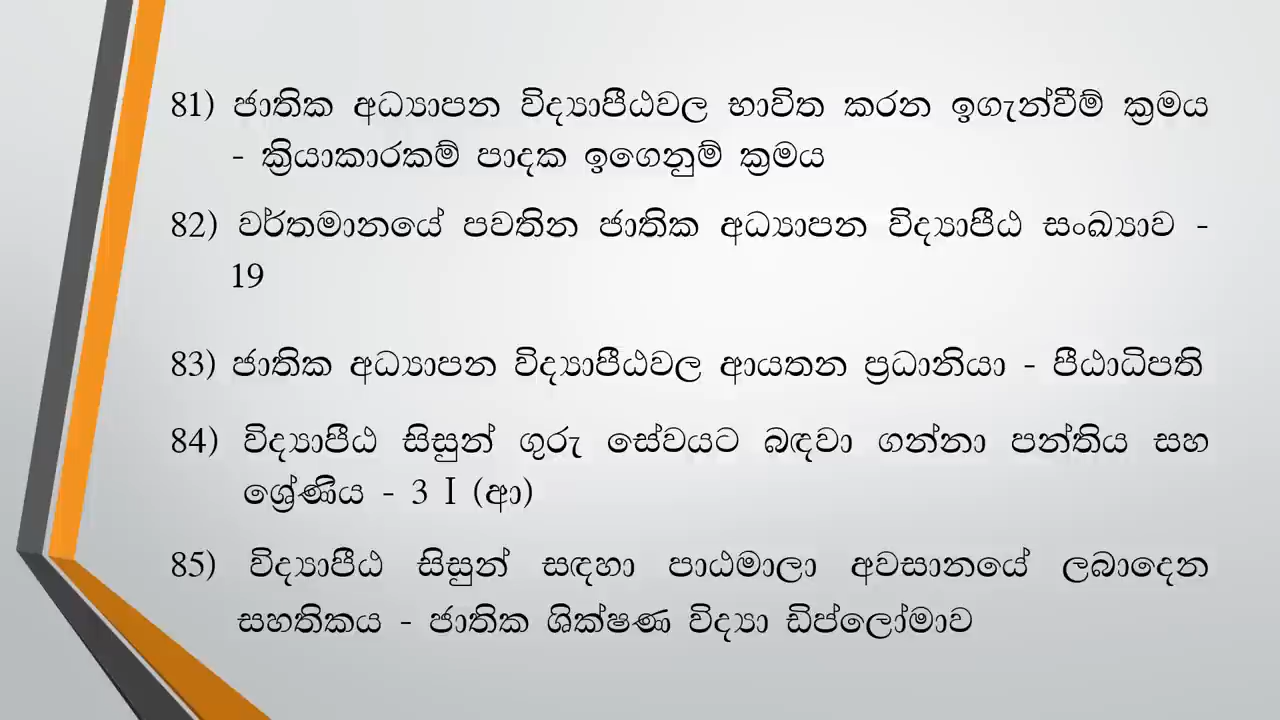 81) ජාතික අධ්‍යාපන විද්‍යාපීඨවල භාවිත කරන ඉගැන්වීම් ක්‍රමය
- ක්‍රියාකාරකම් පාදක ඉගෙනුම් ක්‍රමය
82) වර්තමානයේ පවතින ජාතික අධ්‍යාපන විද්‍යාපීඨ සංඛ්‍යාව -
19
83) ජාතික අධ්‍යාපන විද්‍යාපීඨවල ආයතන ප්‍රධානියා - පීඨාධිපති
84) විද්‍යාපීඨ සිසුන් ගුරු සේවයට බඳවා ගන්නා පන්තිය සහ
ශ්‍රේණිය - 3 I (ආ)
85) විද්‍යාපීඨ සිසුන් සඳහා පාඨමාලා අවසානයේ ලබාදෙන
සහතිකය - ජාතික ශික්ෂණ විද්‍යා ඩිප්ලෝමාව